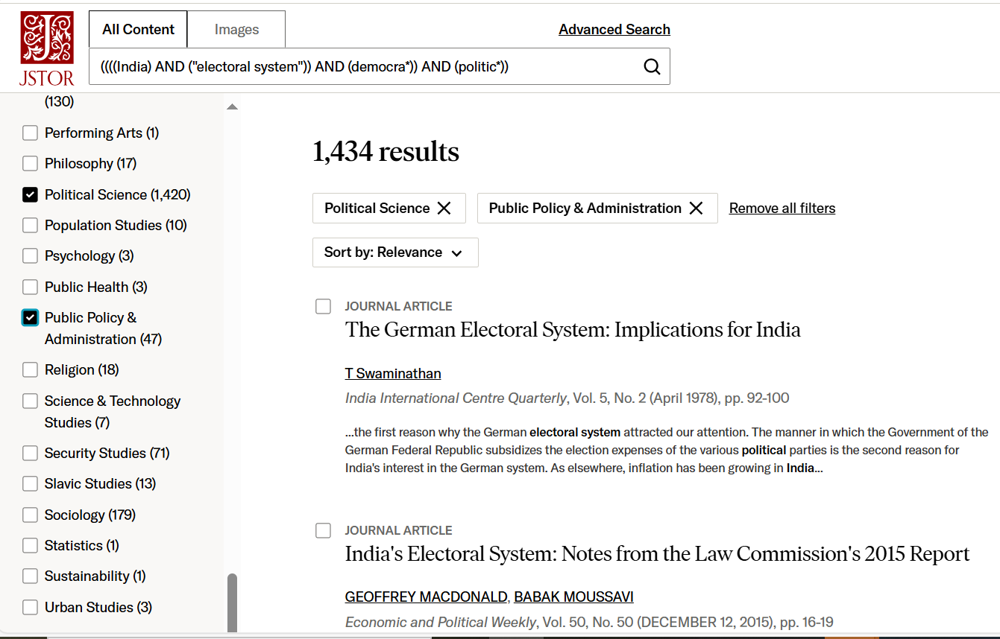 JSTOR
All Content
Images
Advanced Search
((((India) AND ("electoral system")) AND (democra*)) AND (politic*))
(130)
Performing Arts (1)
Philosophy (17)
Political Science (1,420)
Population Studies (10)
Psychology (3)
Public Health (3)
Public Policy &
Administration (47)
Religion (18)
Science & Technology
Studies (7)
Security Studies (71)
Slavic Studies (13)
Sociology (179)
Statistics (1)
Sustainability (1)
Urban Studies (3)
1,434 results
Political Science
Public Policy & Administration
Remove all filters
Sort by: Relevance
JOURNAL ARTICLE
The German Electoral System: Implications for India
T Swaminathan
India International Centre Quarterly, Vol. 5, No. 2 (April 1978), pp. 92-100
...the first reason why the German electoral system attracted our attention. The manner in which the Government of the
German Federal Republic subsidizes the election expenses of the various political parties is the second reason for
India's interest in the German system. As elsewhere, inflation has been growing in India...
JOURNAL ARTICLE
India's Electoral System: Notes from the Law Commission's 2015 Report
GEOFFREY MACDONALD, BABAK MOUSSAVI
Economic and Political Weekly, Vol. 50, No. 50 (DECEMBER 12, 2015), pp. 16-19